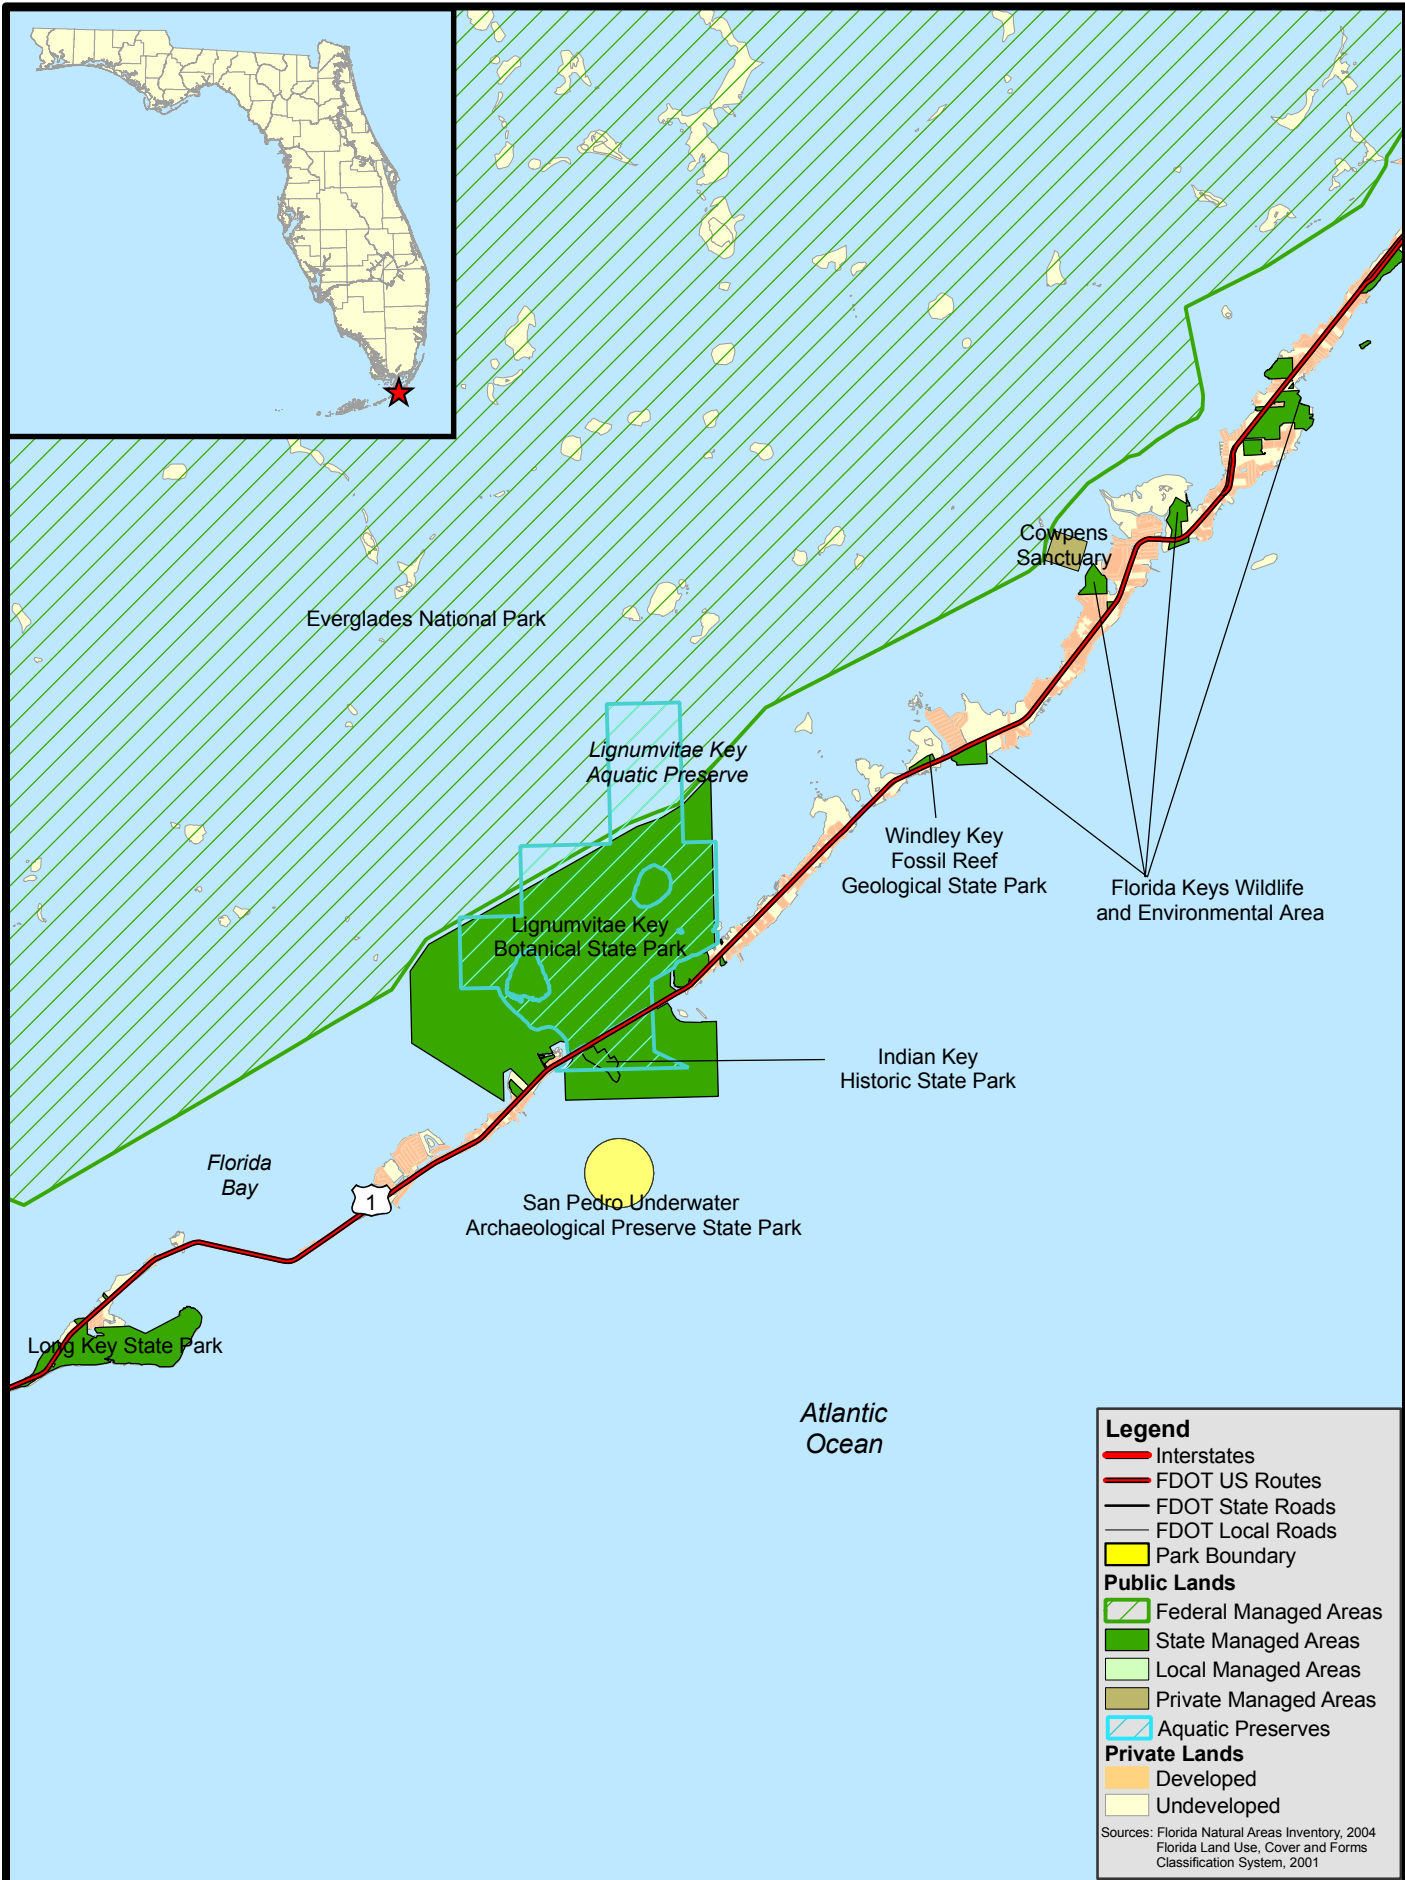 Cowpens
Sanctuary
Everglades National Park
Lignumvitae Key
Aquatic Preserve
Windley Key
Fossil Reef
Geological State Park
Florida Keys Wildlife
and Environmental Area
Lignumvitae Key
Botanical State Park
Indian Key
Historic State Park
Florida
Bay
1
San Pedro Underwater
Archaeological Preserve State Park
Long Key State Park
Atlantic
Ocean
Legend
Interstates
FDOT US Routes
FDOT State Roads
FDOT Local Roads
Park Boundary
Public Lands
Federal Managed Areas
State Managed Areas
Local Managed Areas
Private Managed Areas
Aquatic Preserves
Private Lands
Developed
Undeveloped
Sources: Florida Natural Areas Inventory, 2004
Florida Land Use, Cover and Forms
Classification System, 2001